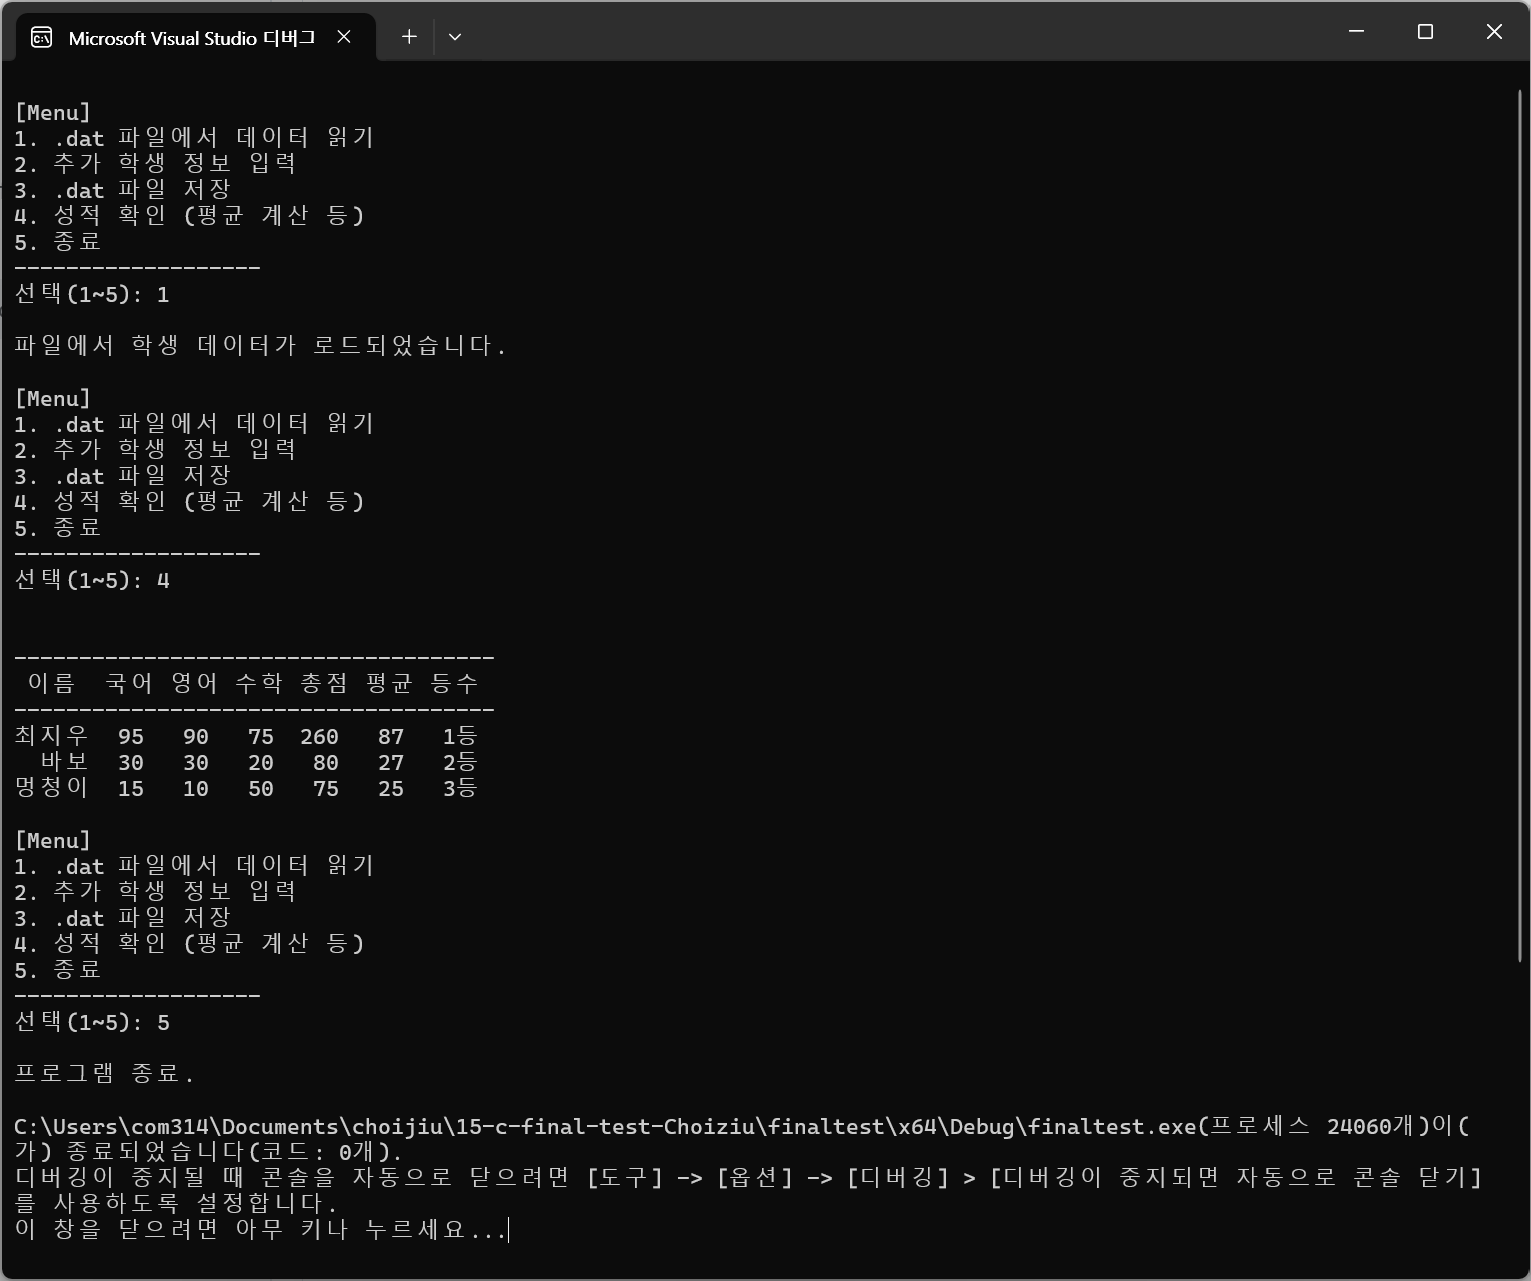 Microsoft Visual Studio 디버그
[Menu]
1. .dat 파일에서 데이터 읽기
2. 추가 학생 정보 입력
3. .dat 파일 저장
4. 성적 확인 (평균 계산 등)
5. 종료
-------------------
선택(1~5): 1
파일에서 학생 데이터가 로드되었습니다.
[Menu]
1. .dat 파일에서 데이터 읽기
2. 추가 학생 정보 입력
3. .dat 파일 저장
4. 성적 확인 (평균 계산 등)
5. 종료
-------------------
선택(1~5): 4
-------------------------------------
이름 국어 영어 수학 총점 평균 등수
-------------------------------------
최지우 95 90 75 260 87 1등
바보 30 30 20 80 27 2등
멍청이 15 10 50 75 25 3등
[Menu]
1. .dat 파일에서 데이터 읽기
2. 추가 학생 정보 입력
3. .dat 파일 저장
4. 성적 확인 (평균 계산 등)
5. 종료
-------------------
선택(1~5): 5
프로그램 종료.
C:\Users\com314\Documents\choijiu\15-c-final-test-Choiziu\finaltest\x64\Debug\finaltest.exe(프로세스 24060개)이(
가) 종료되었습니다(코드: 0개).
디버깅이 중지될 때 콘솔을 자동으로 닫으려면 [도구] -> [옵션] -> [디버깅] > [디버깅이 중지되면 자동으로 콘솔 닫기]
를 사용하도록 설정합니다.
이 창을 닫으려면 아무 키나 누르세요...